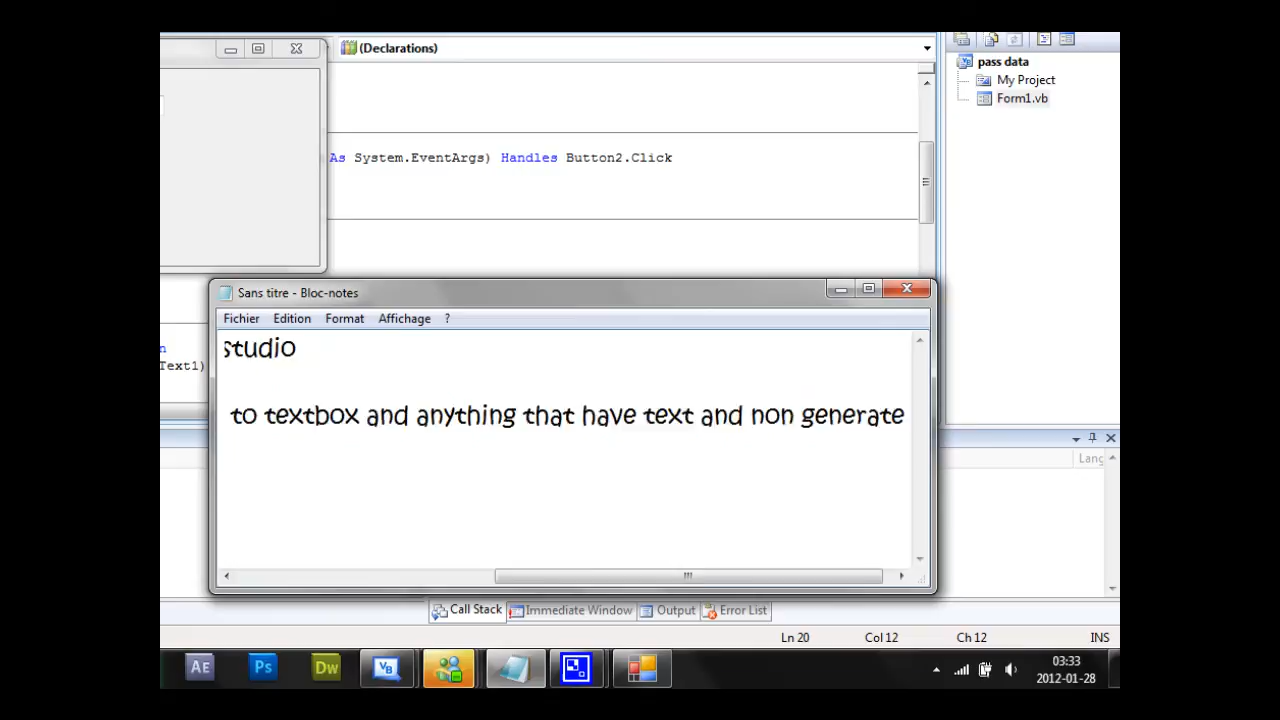 (Declarations)
pass data
My Project
Form1.vb
As System.EventArgs) Handles Button2.Click
Sans titre - Bloc-notes
Fichier Edition Format Affichage ?
Studio
to textbox and anything that have text and non generate
Text1)
Call Stack Immediate Window Output Error List
Ln 20 Col 12 Ch 12 INS
AE Ps Dw VB
03:33
2012-01-28